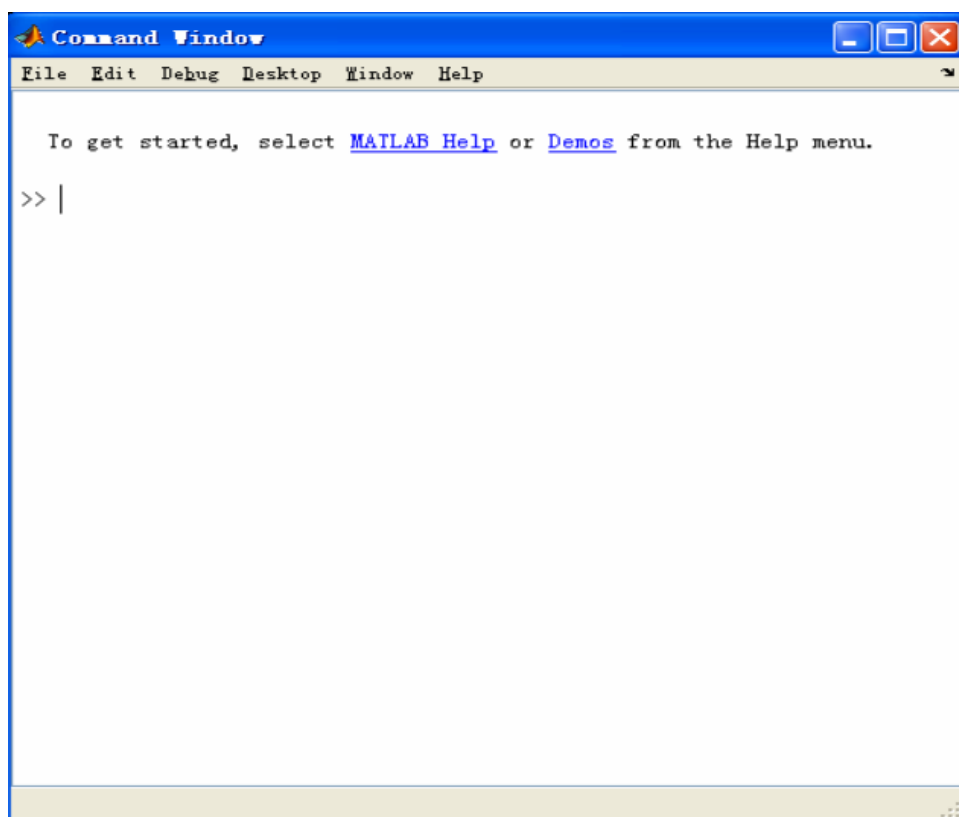 Command Window
File Edit Debug Desktop Window Help
To get started, select MATLAB Help or Demos from the Help menu.
>>